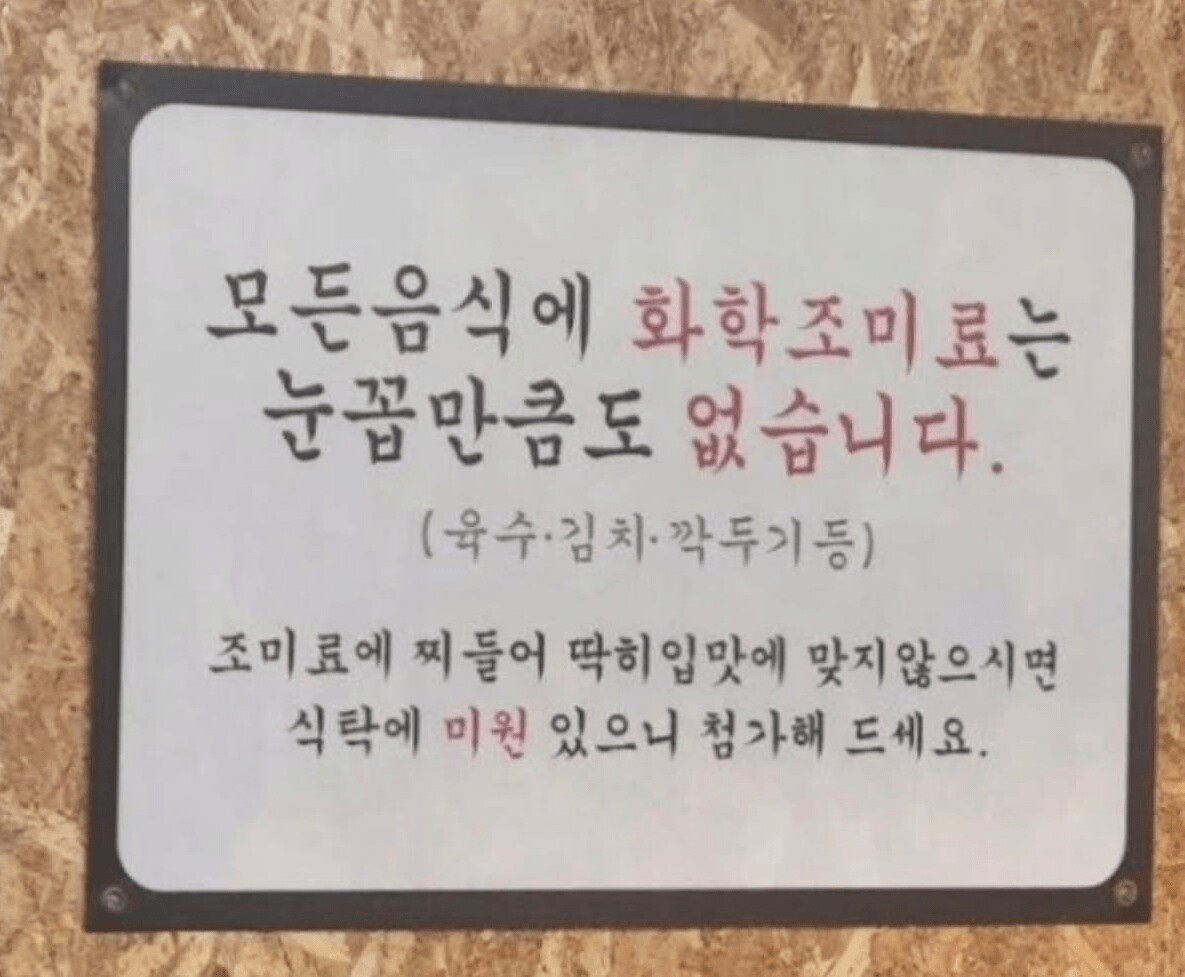 모든음식에 화학조미료는
눈꼽만큼도 없습니다.
(육수·김치·깍두기등)
조미료에 찌들어 딱히입맛에 맞지않으시면
식탁에 미원 있으니 첨가해 드세요.